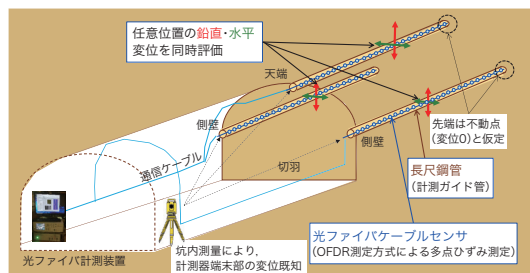 任意位置の鉛直・水平
変位を同時評価
天端
側壁
側壁
先端は不動点
(変位0)と仮定
通信ケーブル
切羽
長尺鋼管
(計測ガイド管)
光ファイバ計測装置
坑内測量により,
計測器端末部の変位既知
光ファイバケーブルセンサ
(OFDR測定方式による多点ひずみ測定)